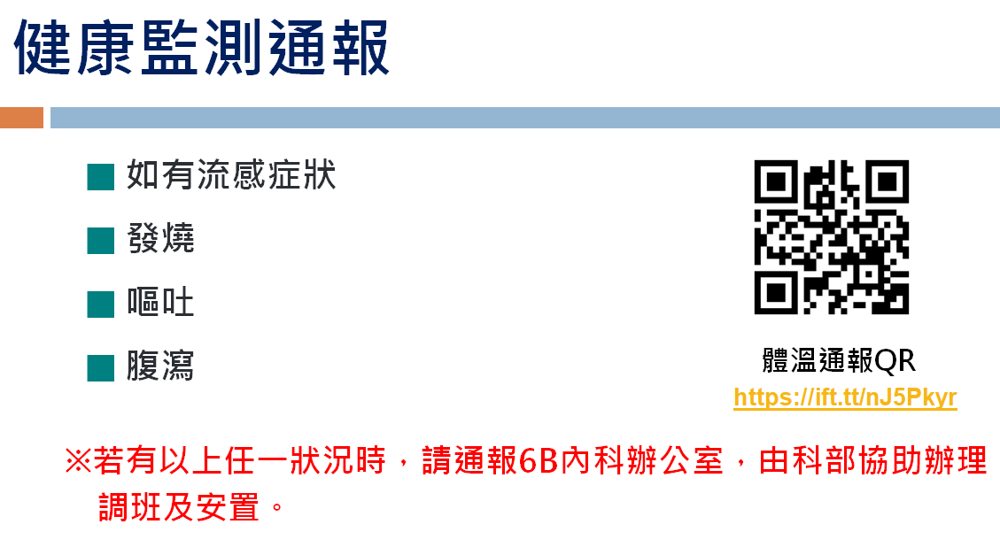 健康監測通報
如有流感症狀
發燒
嘔吐
腹瀉
體溫通報QR
https://ift.tt/nJ5Pkyr
※若有以上任一狀況時，請通報6B內科辦公室，由科部協助辦理
調班及安置。